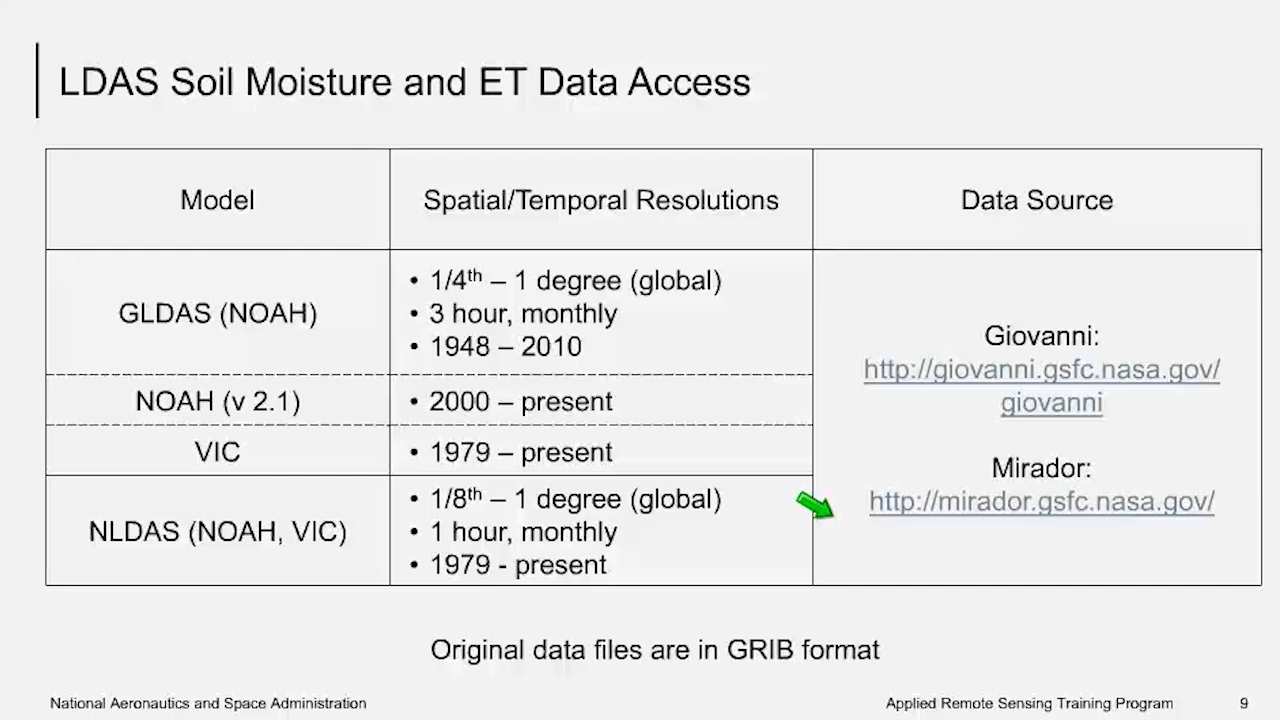 LDAS Soil Moisture and ET Data Access
Model
Spatial/Temporal Resolutions
Data Source
GLDAS (NOAH)
• 1/4th – 1 degree (global)
• 3 hour, monthly
• 1948 – 2010
NOAH (v 2.1)
• 2000 – present
VIC
• 1979 – present
NLDAS (NOAH, VIC)
• 1/8th – 1 degree (global)
• 1 hour, monthly
• 1979 - present
Giovanni:
http://giovanni.gsfc.nasa.gov/
giovanni
Mirador:
http://mirador.gsfc.nasa.gov/
Original data files are in GRIB format
National Aeronautics and Space Administration
Applied Remote Sensing Training Program
9